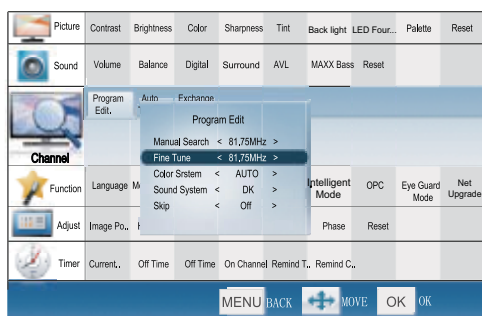 Picture Contrast Brightness Color Sharpness Tint Back light LED Four... Palette Reset
Sound Volume Balance Digital Surround AVL MAXX Bass Reset
Channel Program Edit. Auto Exchange
Program Edit
Manual Search < 81,75MHz >
Fine Tune < 81,75MHz >
Color Srstem < AUTO >
Sound System < DK >
Skip < Off >
Function Language Intelligent Mode OPC Eye Guard Mode Net Upgrade
Adjust Image Po.. Phase Reset
Timer Current.. Off Time Off Time On Channel Remind T.. Remind C..
MENU BACK MOVE OK OK